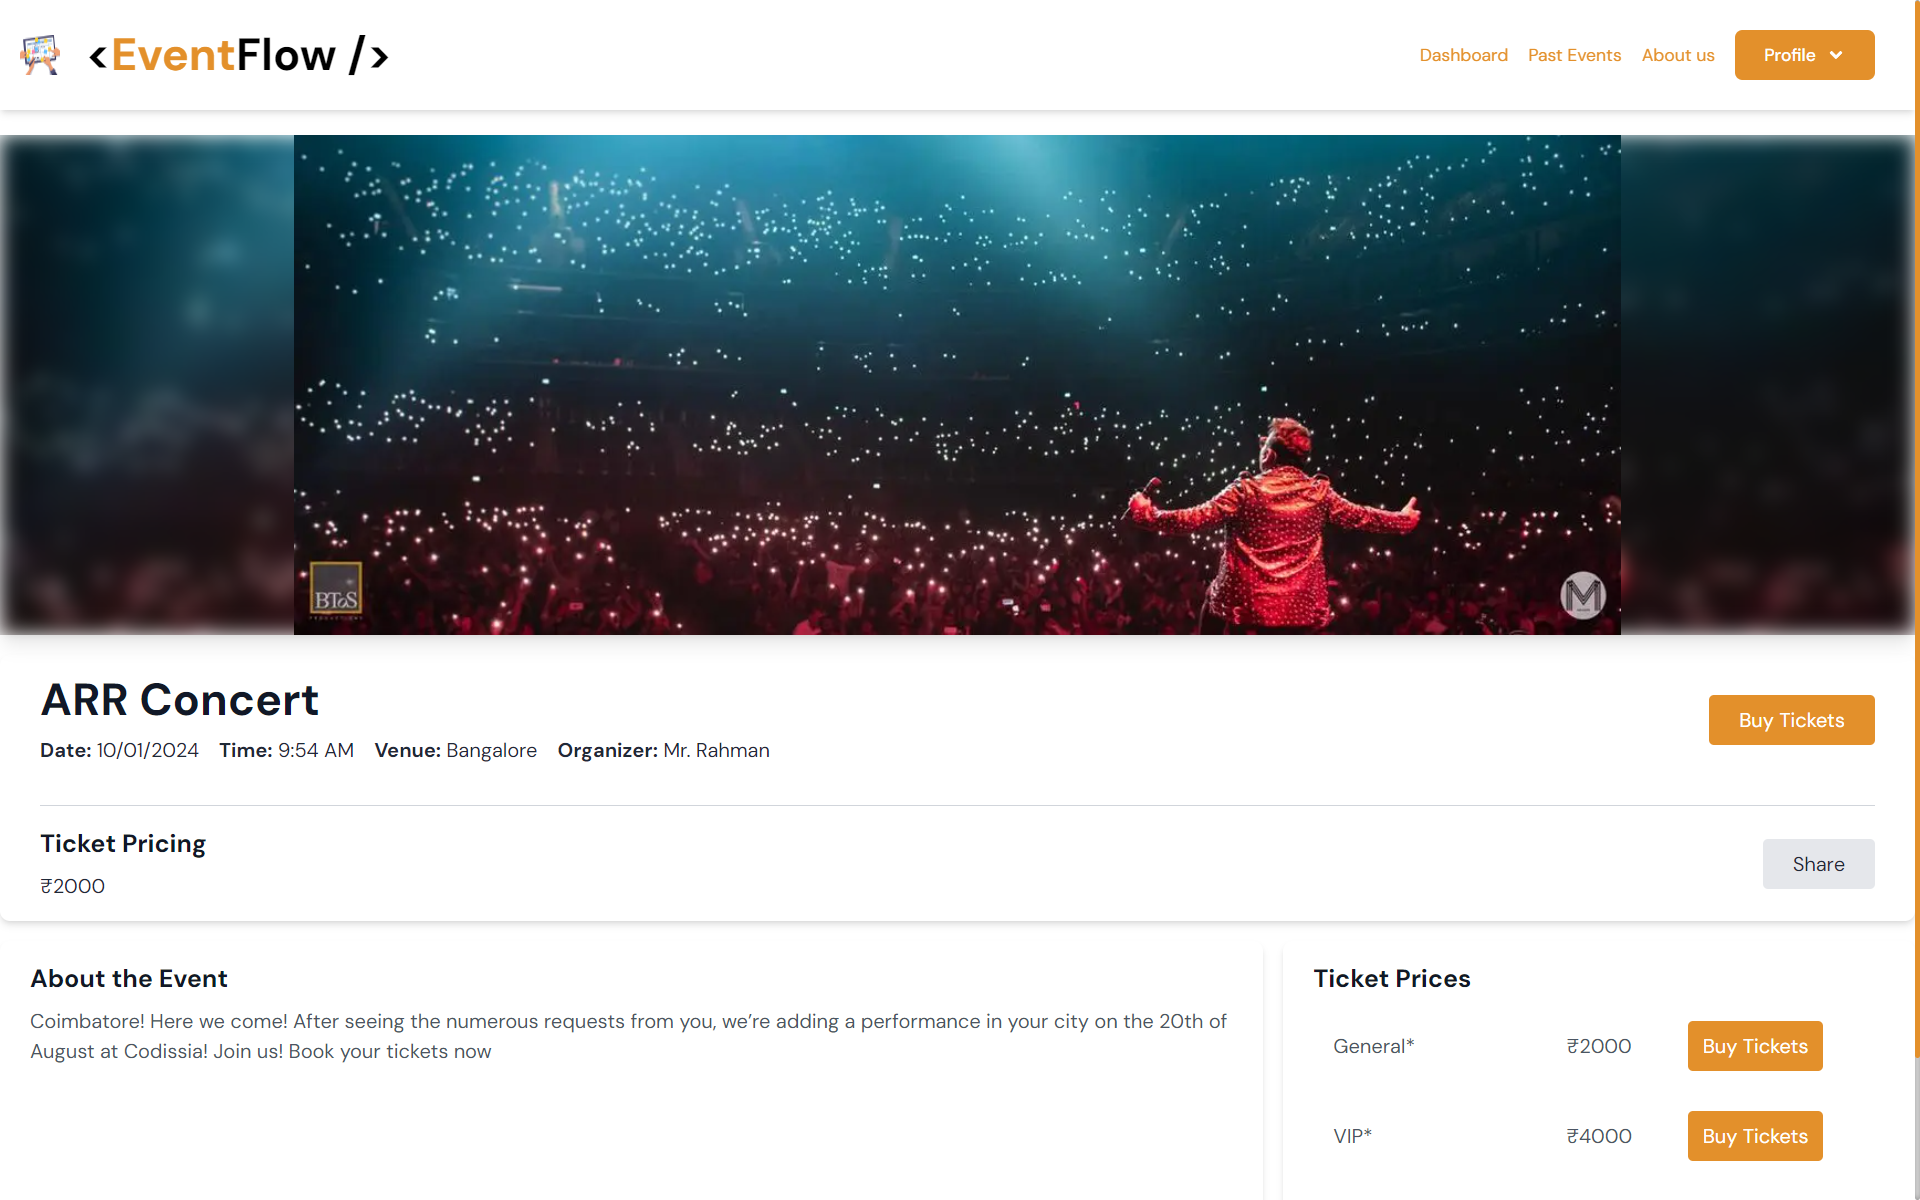 <EventFlow />
Dashboard Past Events About us Profile
BToS
PRODUCTIONS
M
ARR Concert
Buy Tickets
Date: 10/01/2024 Time: 9:54 AM Venue: Bangalore Organizer: Mr. Rahman
Ticket Pricing
₹2000
Share
About the Event
Coimbatore! Here we come! After seeing the numerous requests from you, we’re adding a performance in your city on the 20th of
August at Codissia! Join us! Book your tickets now
Ticket Prices
General* ₹2000 Buy Tickets
VIP* ₹4000 Buy Tickets